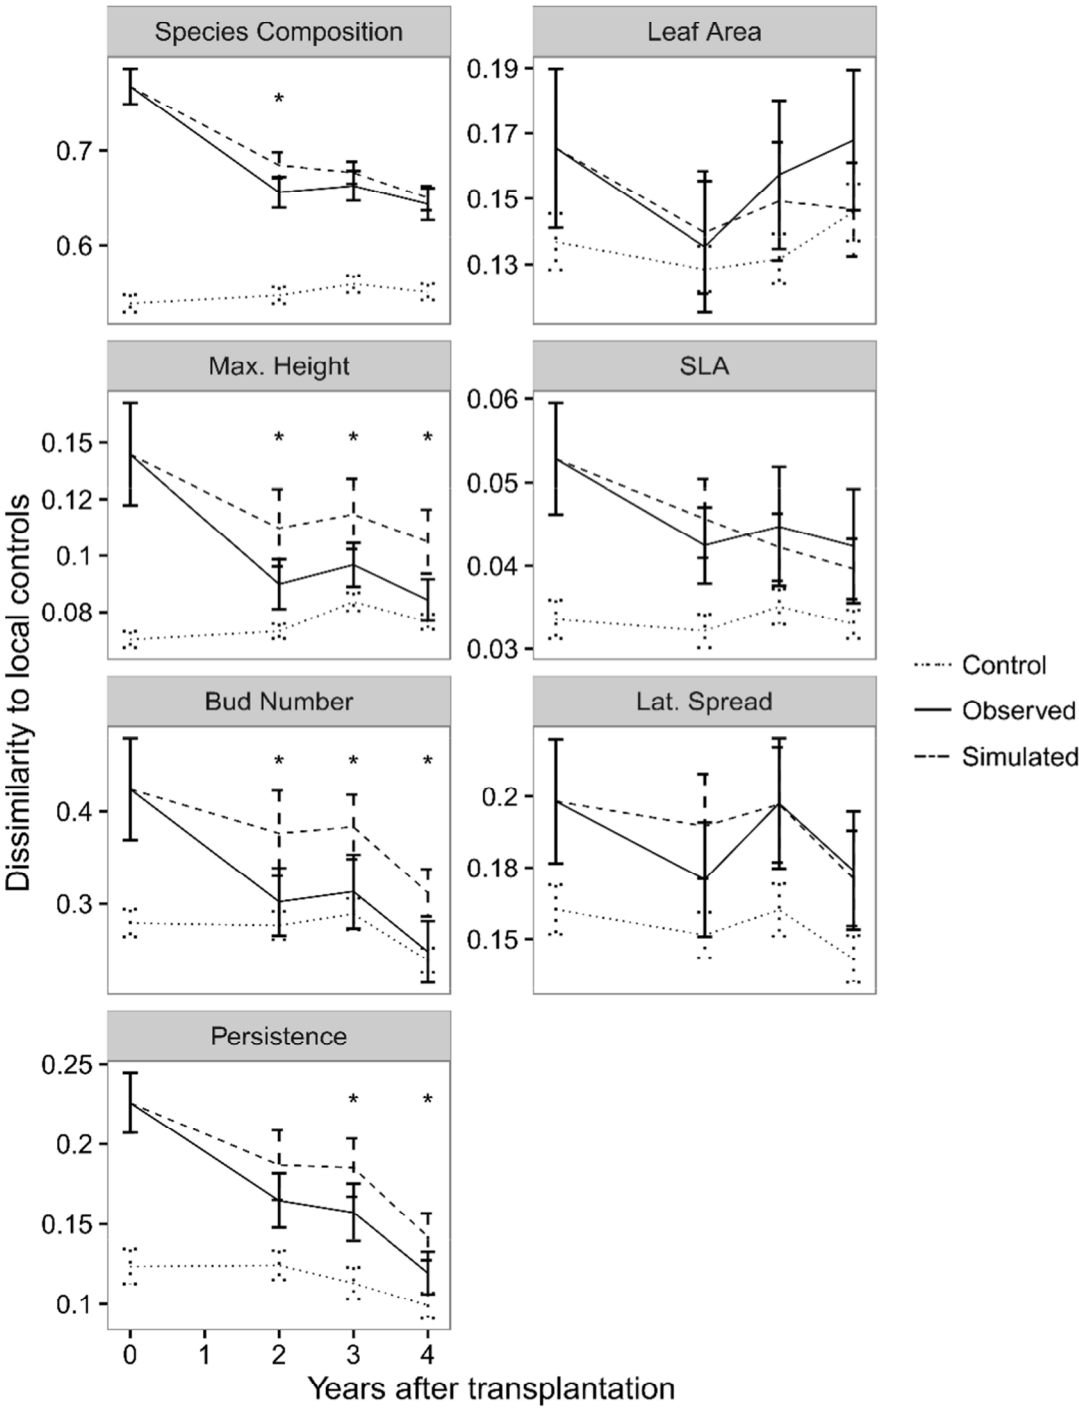 Species Composition
Leaf Area
*
0.7
0.6
0.19
0.17
0.15
0.13
Max. Height
SLA
* * *
0.15
0.12
0.1
0.08
0.06
0.05
0.04
0.03
Dissimilarity to local controls
Control
Observed
Simulated
Bud Number
Lat. Spread
* * *
0.4
0.3
0.2
0.18
0.15
Persistence
* *
0.25
0.2
0.15
0.1
0 1 2 3 4
Years after transplantation